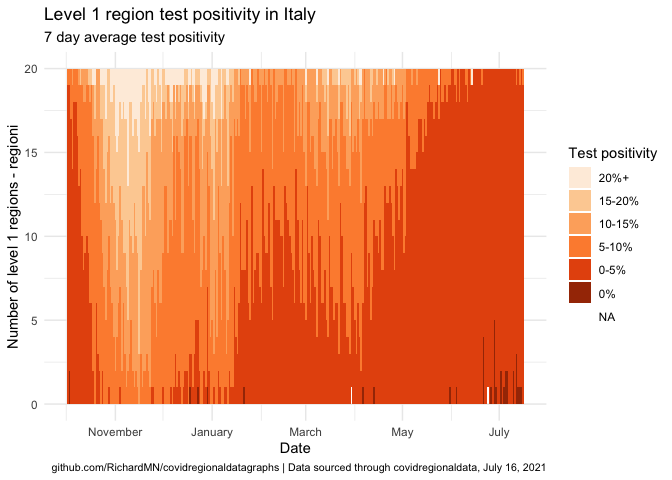 Level 1 region test positivity in Italy
7 day average test positivity
20
15
10
5
0
Number of level 1 regions - regioni
November
January
March
May
July
Date
Test positivity
20%+
15-20%
10-15%
5-10%
0-5%
0%
NA
github.com/RichardMN/covidregionaldatagraphs | Data sourced through covidregionaldata, July 16, 2021